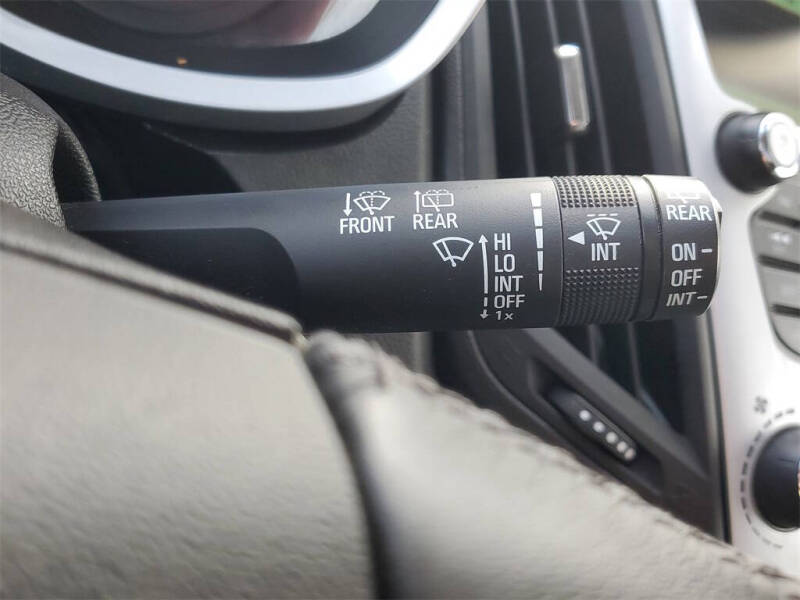 FRONT
REAR
HI
LO
INT
OFF
1x
INT
REAR
ON
OFF
INT